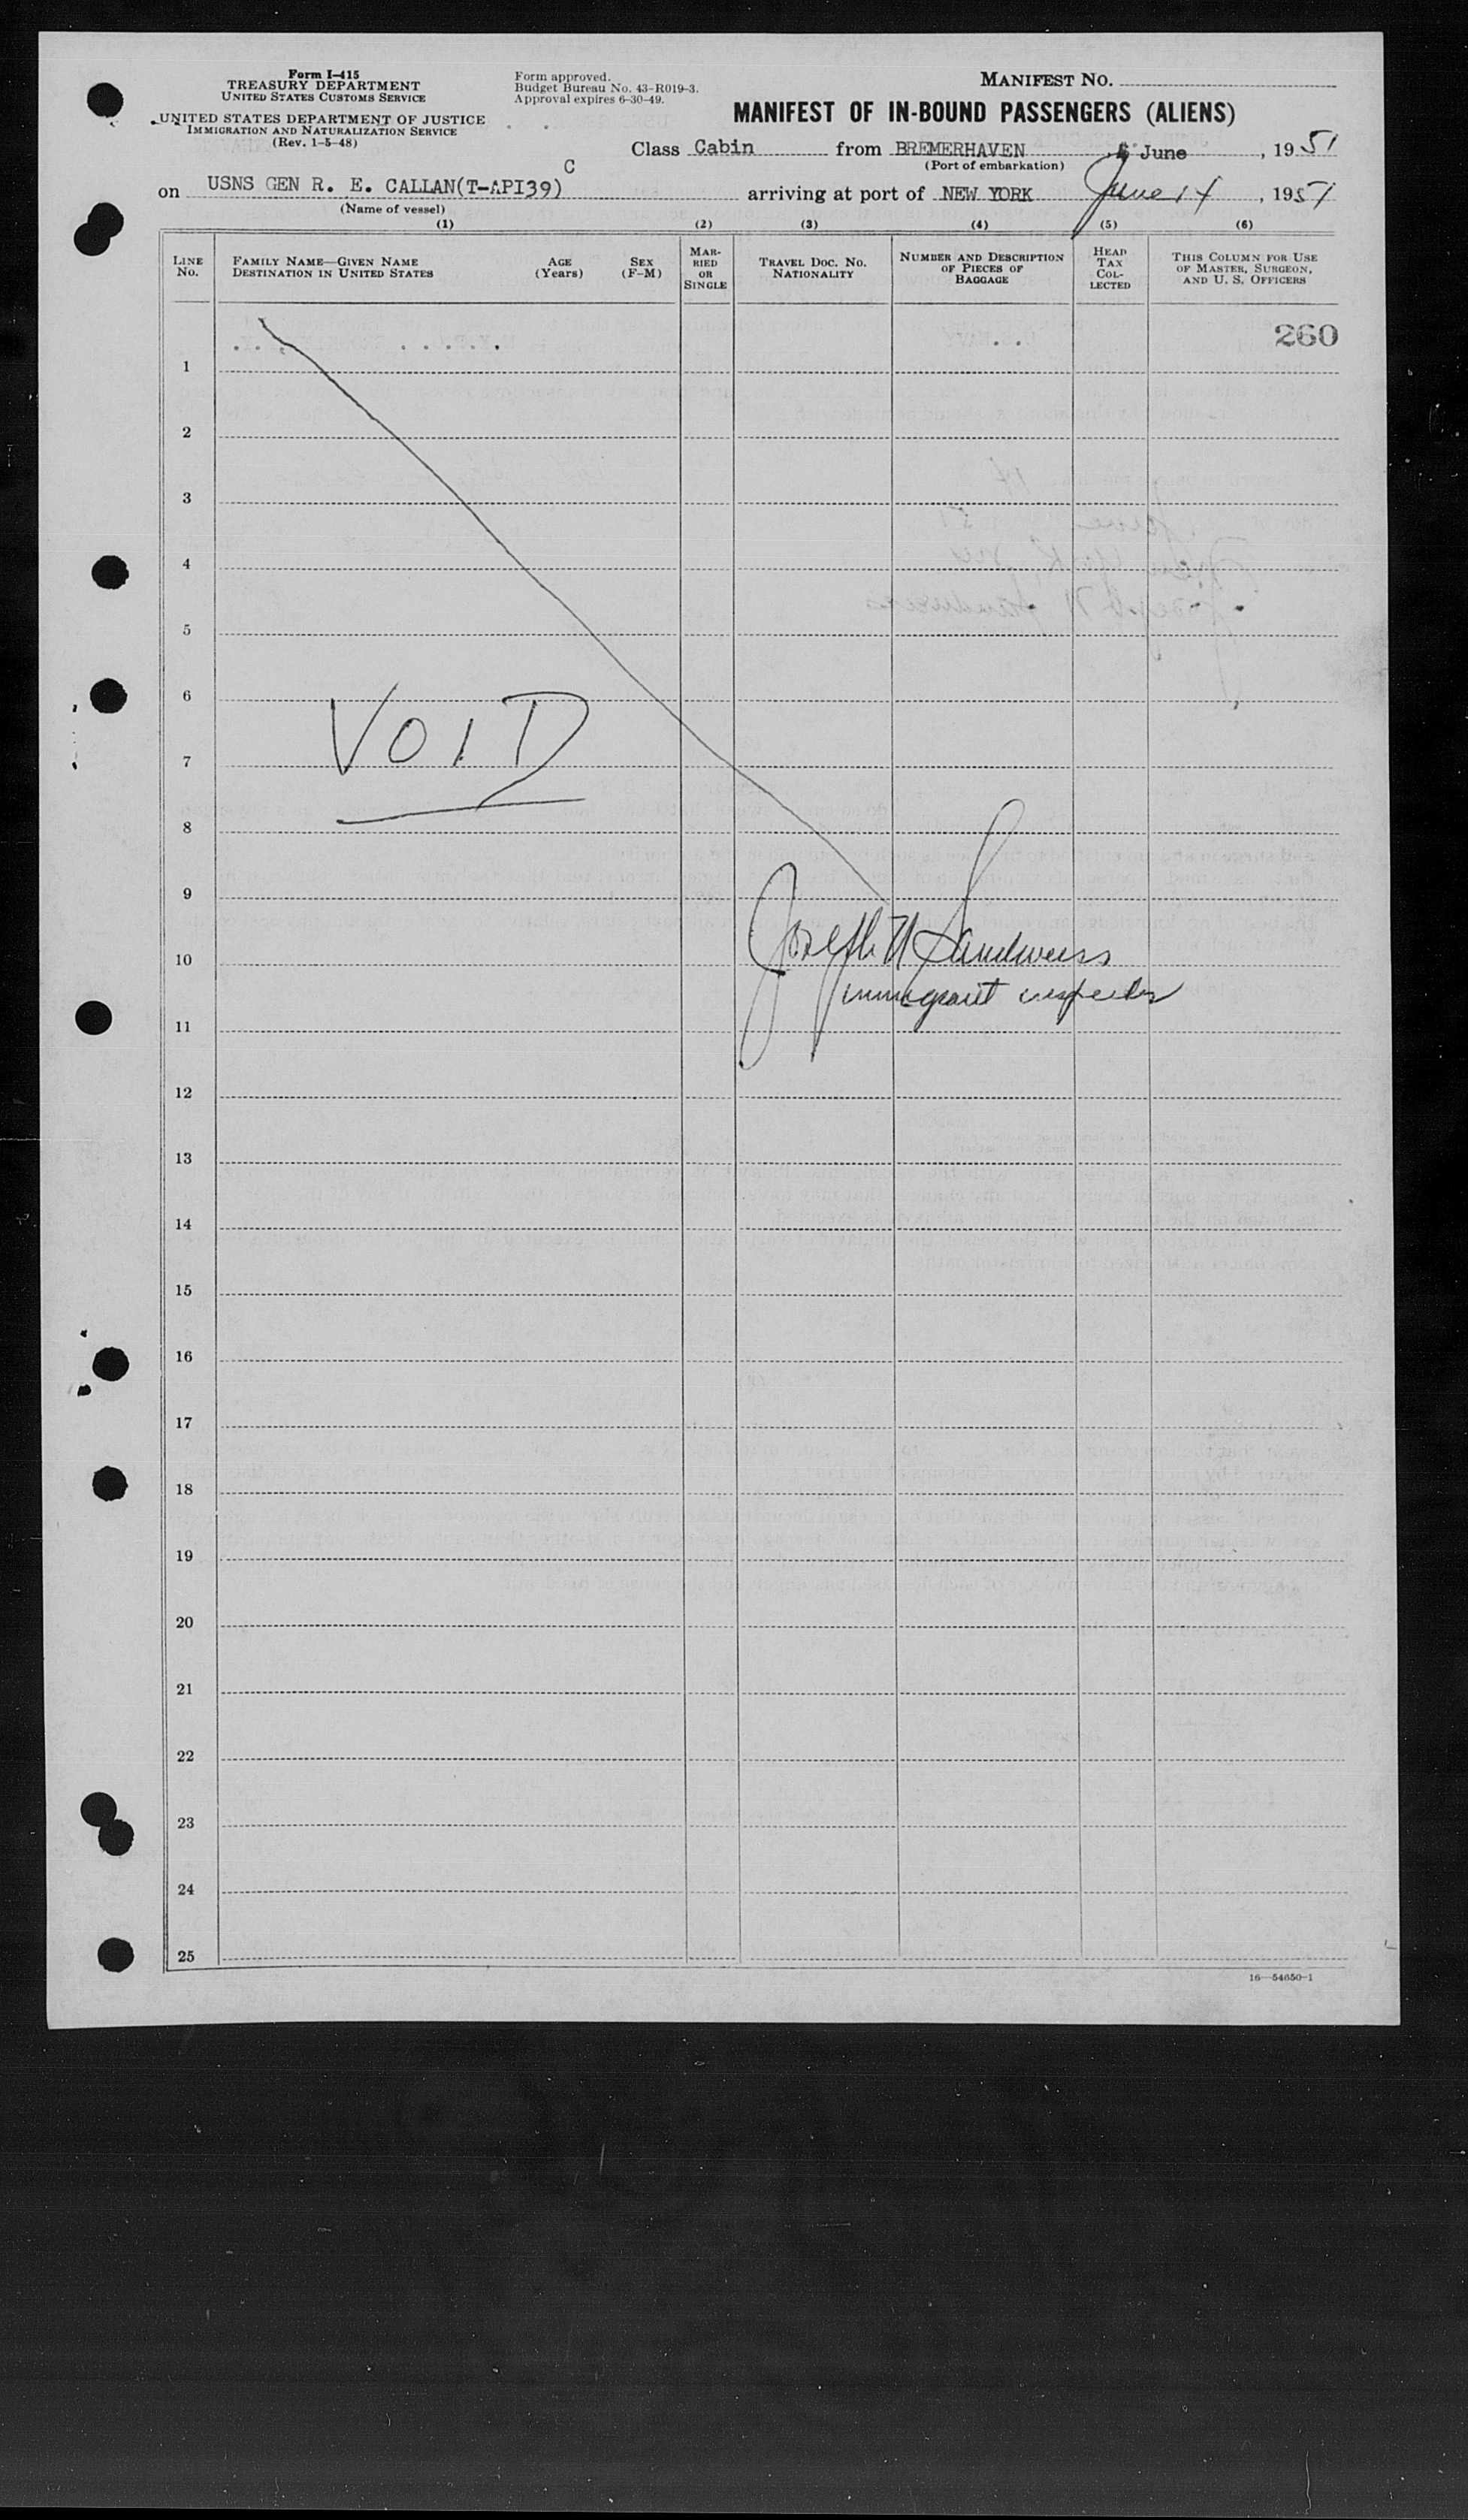 Form I-415
TREASURY DEPARTMENT
UNITED STATES CUSTOMS SERVICE
UNITED STATES DEPARTMENT OF JUSTICE
IMMIGRATION AND NATURALIZATION SERVICE
(Rev. 1-5-48)
Form approved.
Budget Bureau No. 43-R019-3.
Approval expires 6-30-49.
MANIFEST NO.
MANIFEST OF IN-BOUND PASSENGERS (ALIENS)
Class Cabin from BREMERHAVEN June, 1951
(Port of embarkation)
C
on USNS GEN R. E. CALLAN(T-API39) arriving at port of NEW YORK June 14, 1951
(Name of vessel)
(1) (2) (3) (4) (5) (6)
LINE No.
FAMILY NAME—GIVEN NAME
DESTINATION IN UNITED STATES
AGE (Years)
SEX (F-M)
MARRIED OR SINGLE
TRAVEL DOC. No. NATIONALITY
NUMBER AND DESCRIPTION OF PIECES OF BAGGAGE
HEAD TAX COLLECTED
THIS COLUMN FOR USE OF MASTER, SURGEON, AND U. S. OFFICERS
260
1
2
3
4
5
6
VOID
7
8
9
Joseph N Sandweiss
10
immigrant inspector
11
12
13
14
15
16
17
18
19
20
21
22
23
24
25
16—54650-1